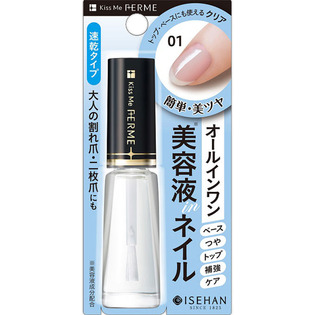 Kiss Me FERME
トップ・ベースにも使えるクリア
01
簡単・美ツヤ
速乾タイプ
大人の割れ爪・二枚爪にも
※美容液成分配合
Kiss Me FERME
オールインワン
美容液※inネイル
ベース
つや
トップ
補強
ケア
ISEHAN
SINCE 1825